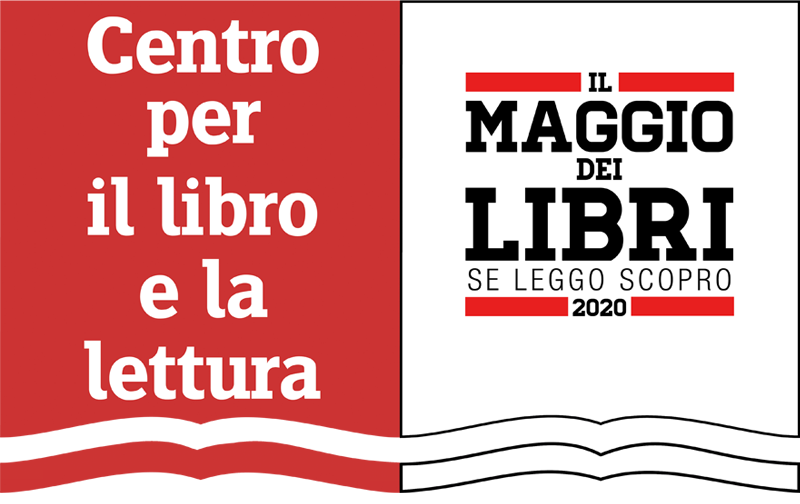 Centro
per
il libro
e la
lettura
IL
MAGGIO
DEI
LIBRI
SE LEGGO SCOPRO
2020